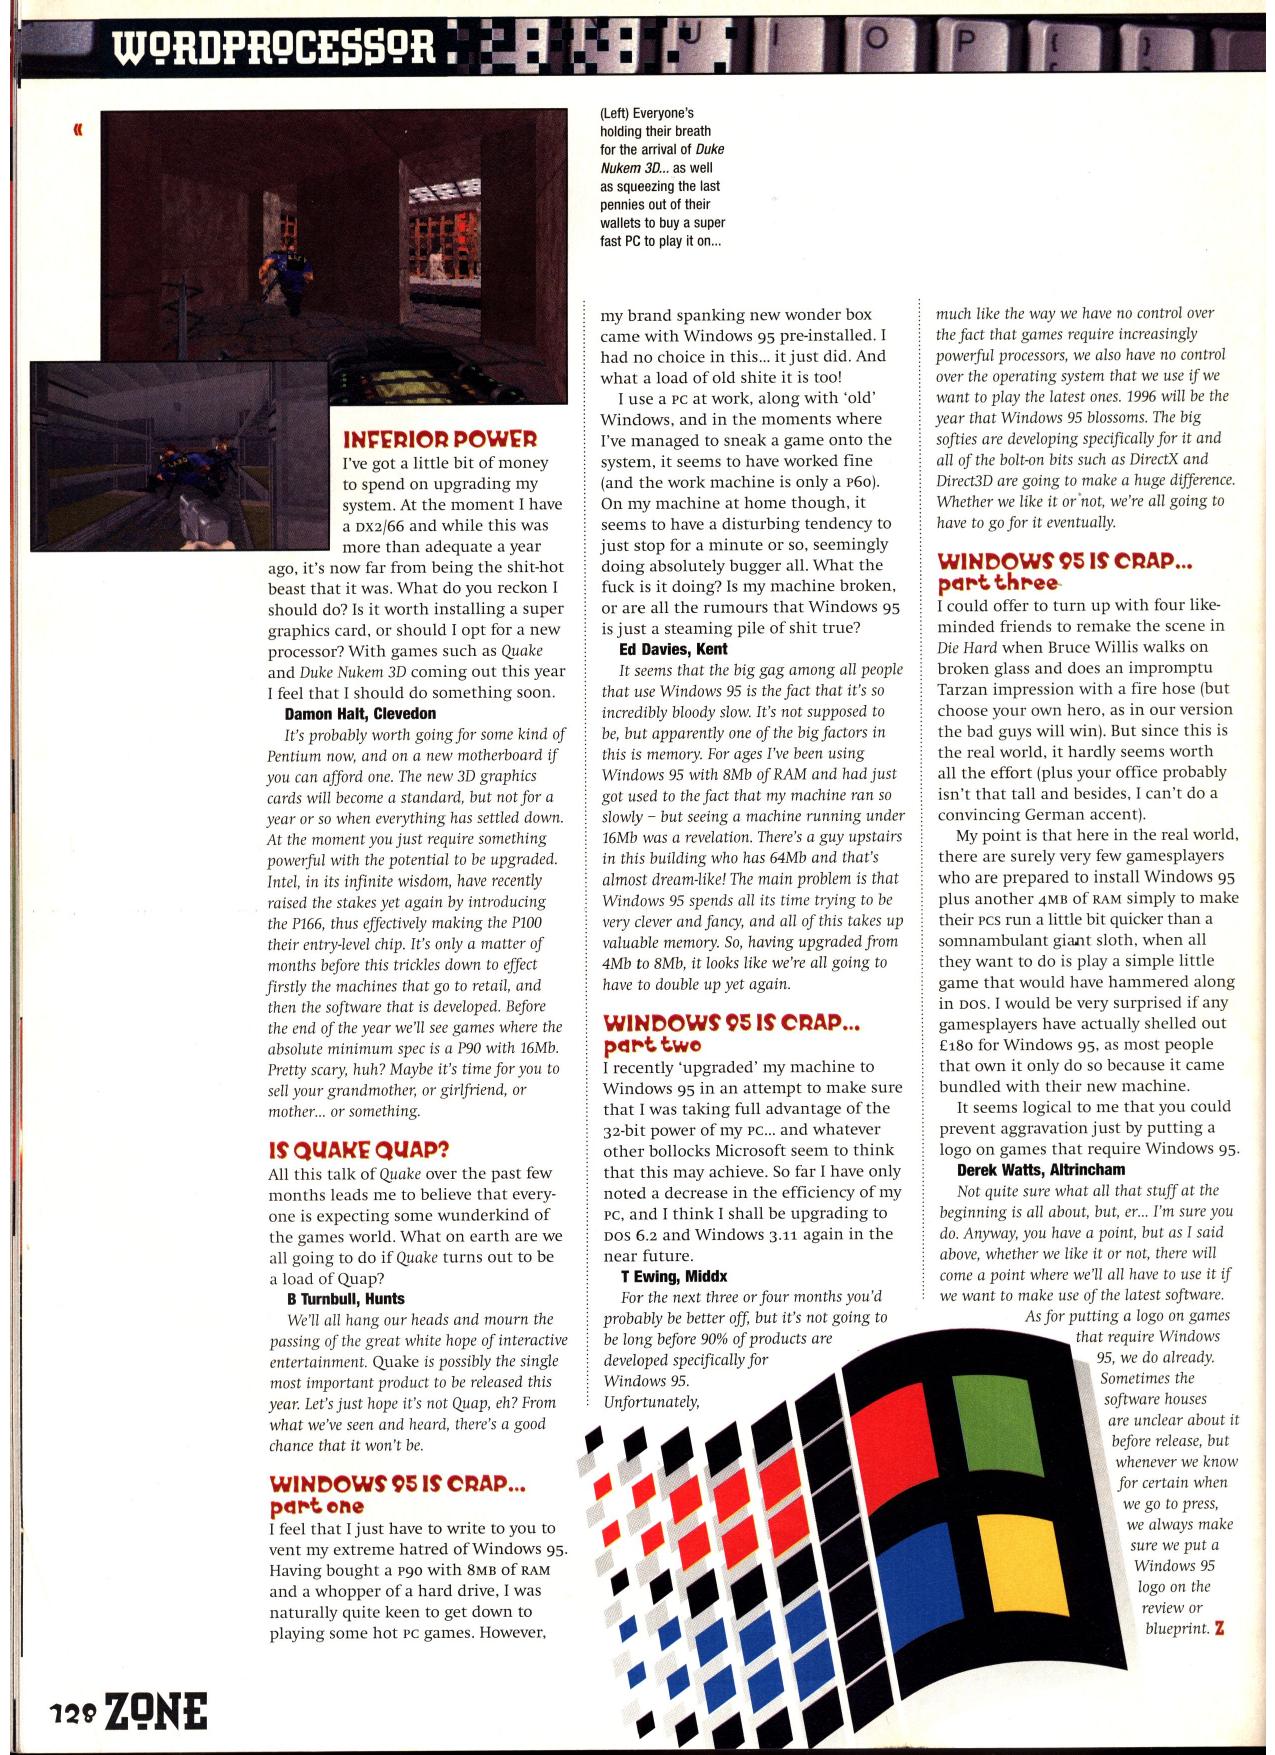 WORDPROCESSOR
U I O P { }
«
(Left) Everyone's
holding their breath
for the arrival of Duke
Nukem 3D... as well
as squeezing the last
pennies out of their
wallets to buy a super
fast PC to play it on...
INFERIOR POWER
I've got a little bit of money
to spend on upgrading my
system. At the moment I have
a DX2/66 and while this was
more than adequate a year
ago, it's now far from being the shit-hot
beast that it was. What do you reckon I
should do? Is it worth installing a super
graphics card, or should I opt for a new
processor? With games such as Quake
and Duke Nukem 3D coming out this year
I feel that I should do something soon.
Damon Halt, Clevedon
It's probably worth going for some kind of
Pentium now, and on a new motherboard if
you can afford one. The new 3D graphics
cards will become a standard, but not for a
year or so when everything has settled down.
At the moment you just require something
powerful with the potential to be upgraded.
Intel, in its infinite wisdom, have recently
raised the stakes yet again by introducing
the P166, thus effectively making the P100
their entry-level chip. It's only a matter of
months before this trickles down to effect
firstly the machines that go to retail, and
then the software that is developed. Before
the end of the year we'll see games where the
absolute minimum spec is a P90 with 16Mb.
Pretty scary, huh? Maybe it's time for you to
sell your grandmother, or girlfriend, or
mother... or something.
IS QUAKE QUAP?
All this talk of Quake over the past few
months leads me to believe that every-
one is expecting some wunderkind of
the games world. What on earth are we
all going to do if Quake turns out to be
a load of Quap?
B Turnbull, Hunts
We'll all hang our heads and mourn the
passing of the great white hope of interactive
entertainment. Quake is possibly the single
most important product to be released this
year. Let's just hope it's not Quap, eh? From
what we've seen and heard, there's a good
chance that it won't be.
WINDOWS 95 IS CRAP...
part one
I feel that I just have to write to you to
vent my extreme hatred of Windows 95.
Having bought a P90 with 8MB of RAM
and a whopper of a hard drive, I was
naturally quite keen to get down to
playing some hot PC games. However,
my brand spanking new wonder box
came with Windows 95 pre-installed. I
had no choice in this... it just did. And
what a load of old shite it is too!
I use a PC at work, along with 'old'
Windows, and in the moments where
I've managed to sneak a game onto the
system, it seems to have worked fine
(and the work machine is only a P60).
On my machine at home though, it
seems to have a disturbing tendency to
just stop for a minute or so, seemingly
doing absolutely bugger all. What the
fuck is it doing? Is my machine broken,
or are all the rumours that Windows 95
is just a steaming pile of shit true?
Ed Davies, Kent
It seems that the big gag among all people
that use Windows 95 is the fact that it's so
incredibly bloody slow. It's not supposed to
be, but apparently one of the big factors in
this is memory. For ages I've been using
Windows 95 with 8Mb of RAM and had just
got used to the fact that my machine ran so
slowly – but seeing a machine running under
16Mb was a revelation. There's a guy upstairs
in this building who has 64Mb and that's
almost dream-like! The main problem is that
Windows 95 spends all its time trying to be
very clever and fancy, and all of this takes up
valuable memory. So, having upgraded from
4Mb to 8Mb, it looks like we're all going to
have to double up yet again.
WINDOWS 95 IS CRAP...
part two
I recently 'upgraded' my machine to
Windows 95 in an attempt to make sure
that I was taking full advantage of the
32-bit power of my PC... and whatever
other bollocks Microsoft seem to think
that this may achieve. So far I have only
noted a decrease in the efficiency of my
PC, and I think I shall be upgrading to
DOS 6.2 and Windows 3.11 again in the
near future.
T Ewing, Middx
For the next three or four months you'd
probably be better off, but it's not going to
be long before 90% of products are
developed specifically for
Windows 95.
Unfortunately,
much like the way we have no control over
the fact that games require increasingly
powerful processors, we also have no control
over the operating system that we use if we
want to play the latest ones. 1996 will be the
year that Windows 95 blossoms. The big
softies are developing specifically for it and
all of the bolt-on bits such as DirectX and
Direct3D are going to make a huge difference.
Whether we like it or not, we're all going to
have to go for it eventually.
WINDOWS 95 IS CRAP...
part three
I could offer to turn up with four like-
minded friends to remake the scene in
Die Hard when Bruce Willis walks on
broken glass and does an impromptu
Tarzan impression with a fire hose (but
choose your own hero, as in our version
the bad guys will win). But since this is
the real world, it hardly seems worth
all the effort (plus your office probably
isn't that tall and besides, I can't do a
convincing German accent).
My point is that here in the real world,
there are surely very few gamesplayers
who are prepared to install Windows 95
plus another 4MB of RAM simply to make
their PCs run a little bit quicker than a
somnambulant giant sloth, when all
they want to do is play a simple little
game that would have hammered along
in DOS. I would be very surprised if any
gamesplayers have actually shelled out
£180 for Windows 95, as most people
that own it only do so because it came
bundled with their new machine.
It seems logical to me that you could
prevent aggravation just by putting a
logo on games that require Windows 95.
Derek Watts, Altrincham
Not quite sure what all that stuff at the
beginning is all about, but, er... I'm sure you
do. Anyway, you have a point, but as I said
above, whether we like it or not, there will
come a point where we'll all have to use it if
we want to make use of the latest software.
As for putting a logo on games
that require Windows
95, we do already.
Sometimes the
software houses
are unclear about it
before release, but
whenever we know
for certain when
we go to press,
we always make
sure we put a
Windows 95
logo on the
review or
blueprint. Z
128 ZONE